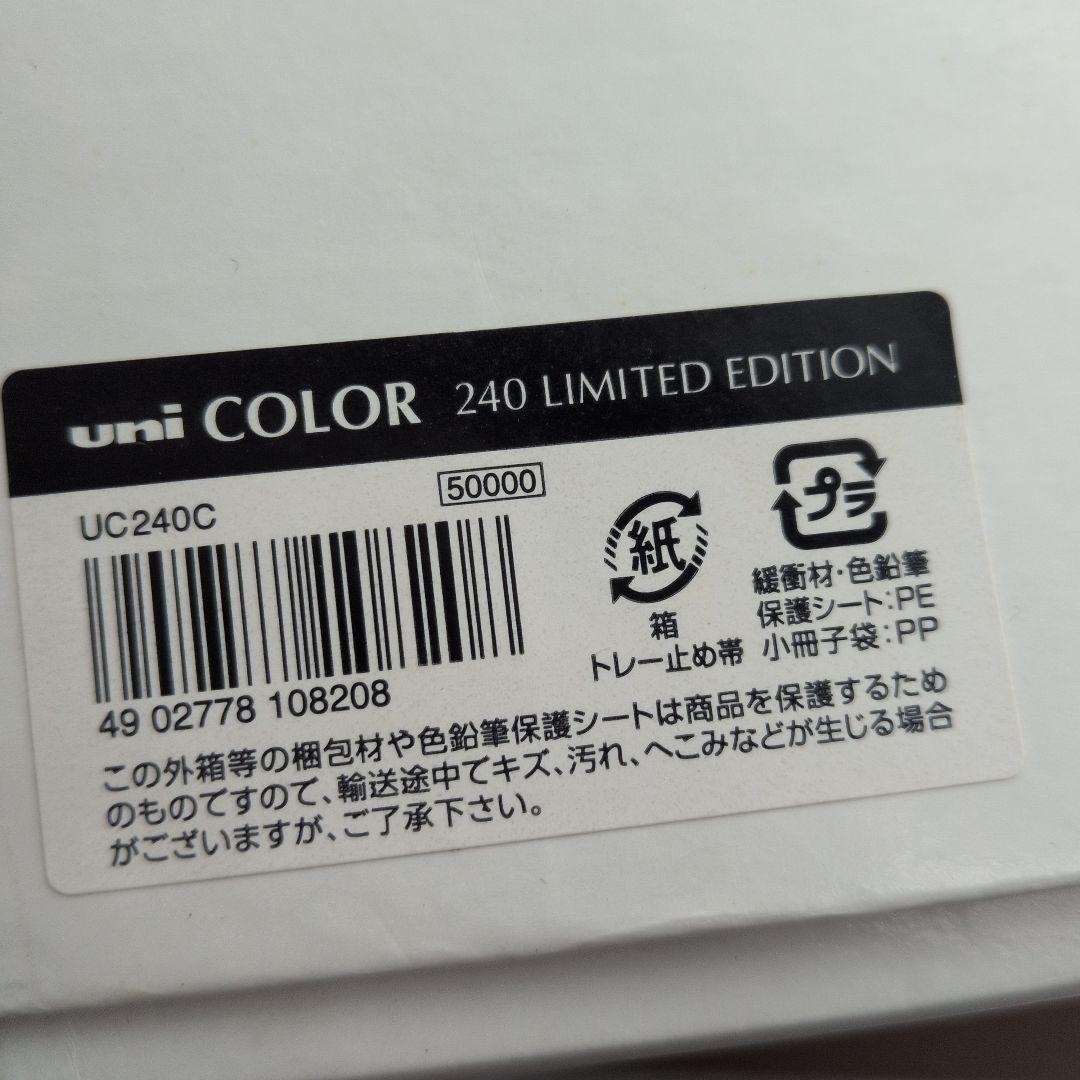 uni COLOR 240 LIMITED EDITION
UC240C
50000
49 02778 108208
紙
箱
トレー止め帯
プラ
緩衝材・色鉛筆
保護シート:PE
小冊子袋:PP
この外箱等の梱包材や色鉛筆保護シートは商品を保護するため
のものですので、輸送途中でキズ、汚れ、へこみなどが生じる場合
がございますが、ご了承下さい。